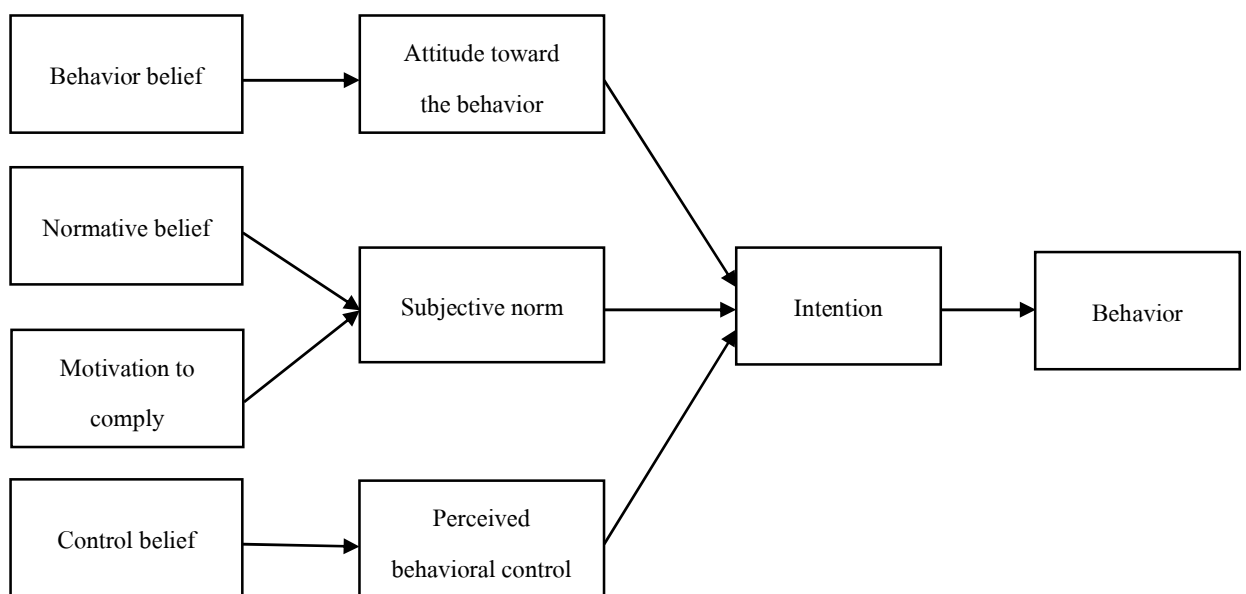 Behavior belief
Attitude toward
the behavior
Normative belief
Subjective norm
Intention
Behavior
Motivation to
comply
Control belief
Perceived
behavioral control